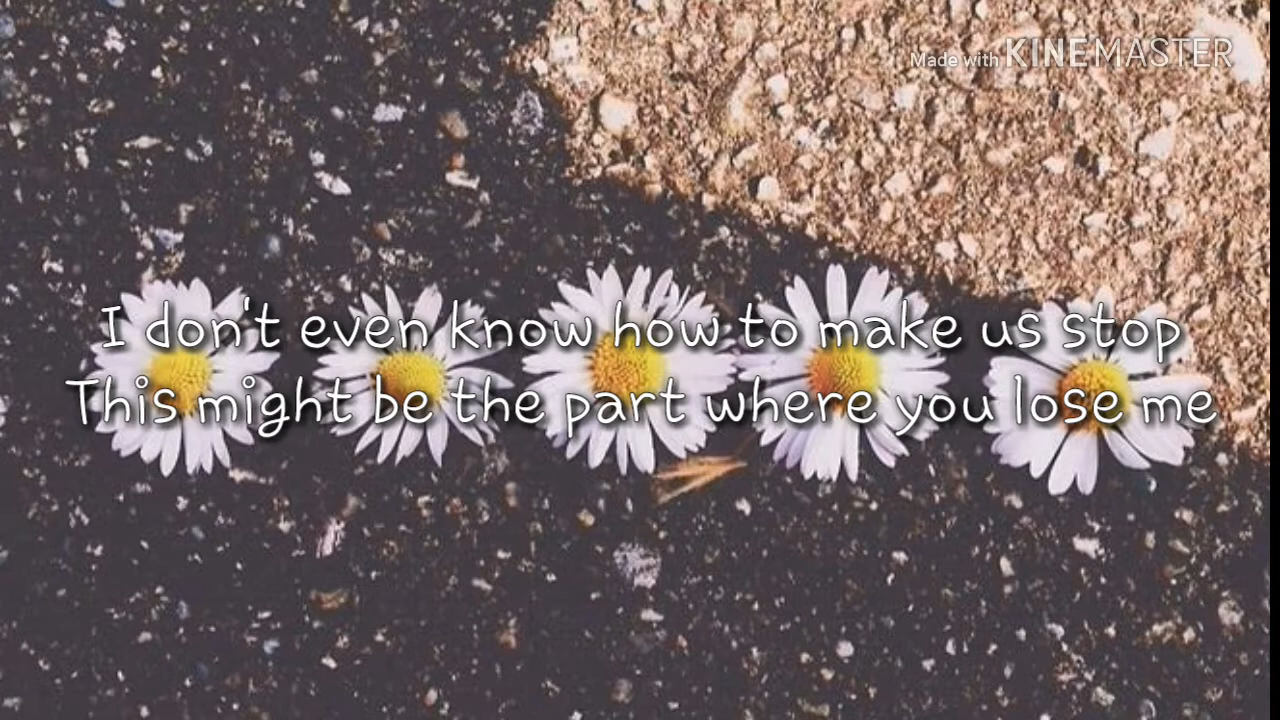 Made with KINEMASTER
I don't even know how to make us stop
This might be the part where you lose me